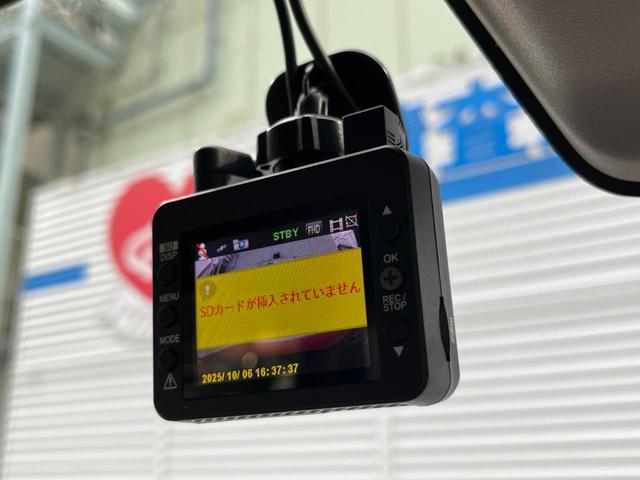 STBY FHD
SDカードが挿入されていません
2025/10/06 16:37:37
SD
DISP
MENU
MODE
OK
REC/
STOP